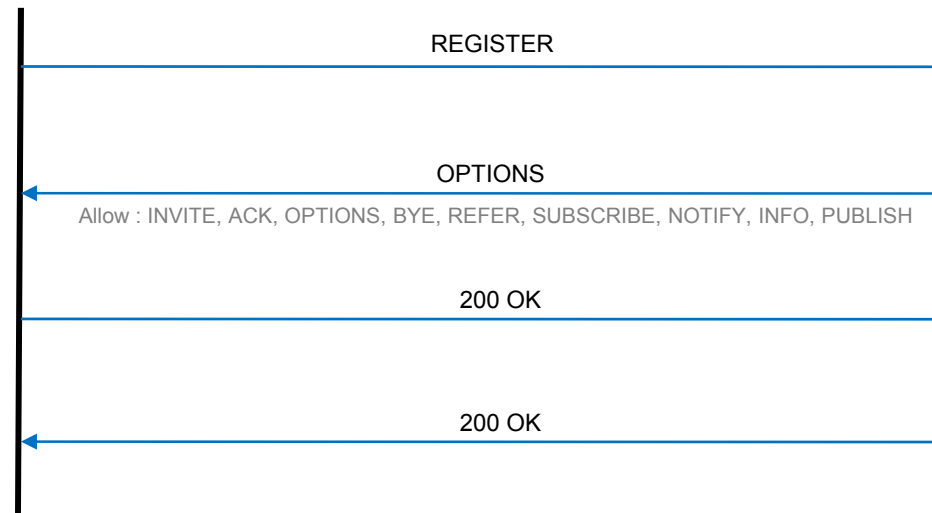 REGISTER
OPTIONS
Allow : INVITE, ACK, OPTIONS, BYE, REFER, SUBSCRIBE, NOTIFY, INFO, PUBLISH
200 OK
200 OK